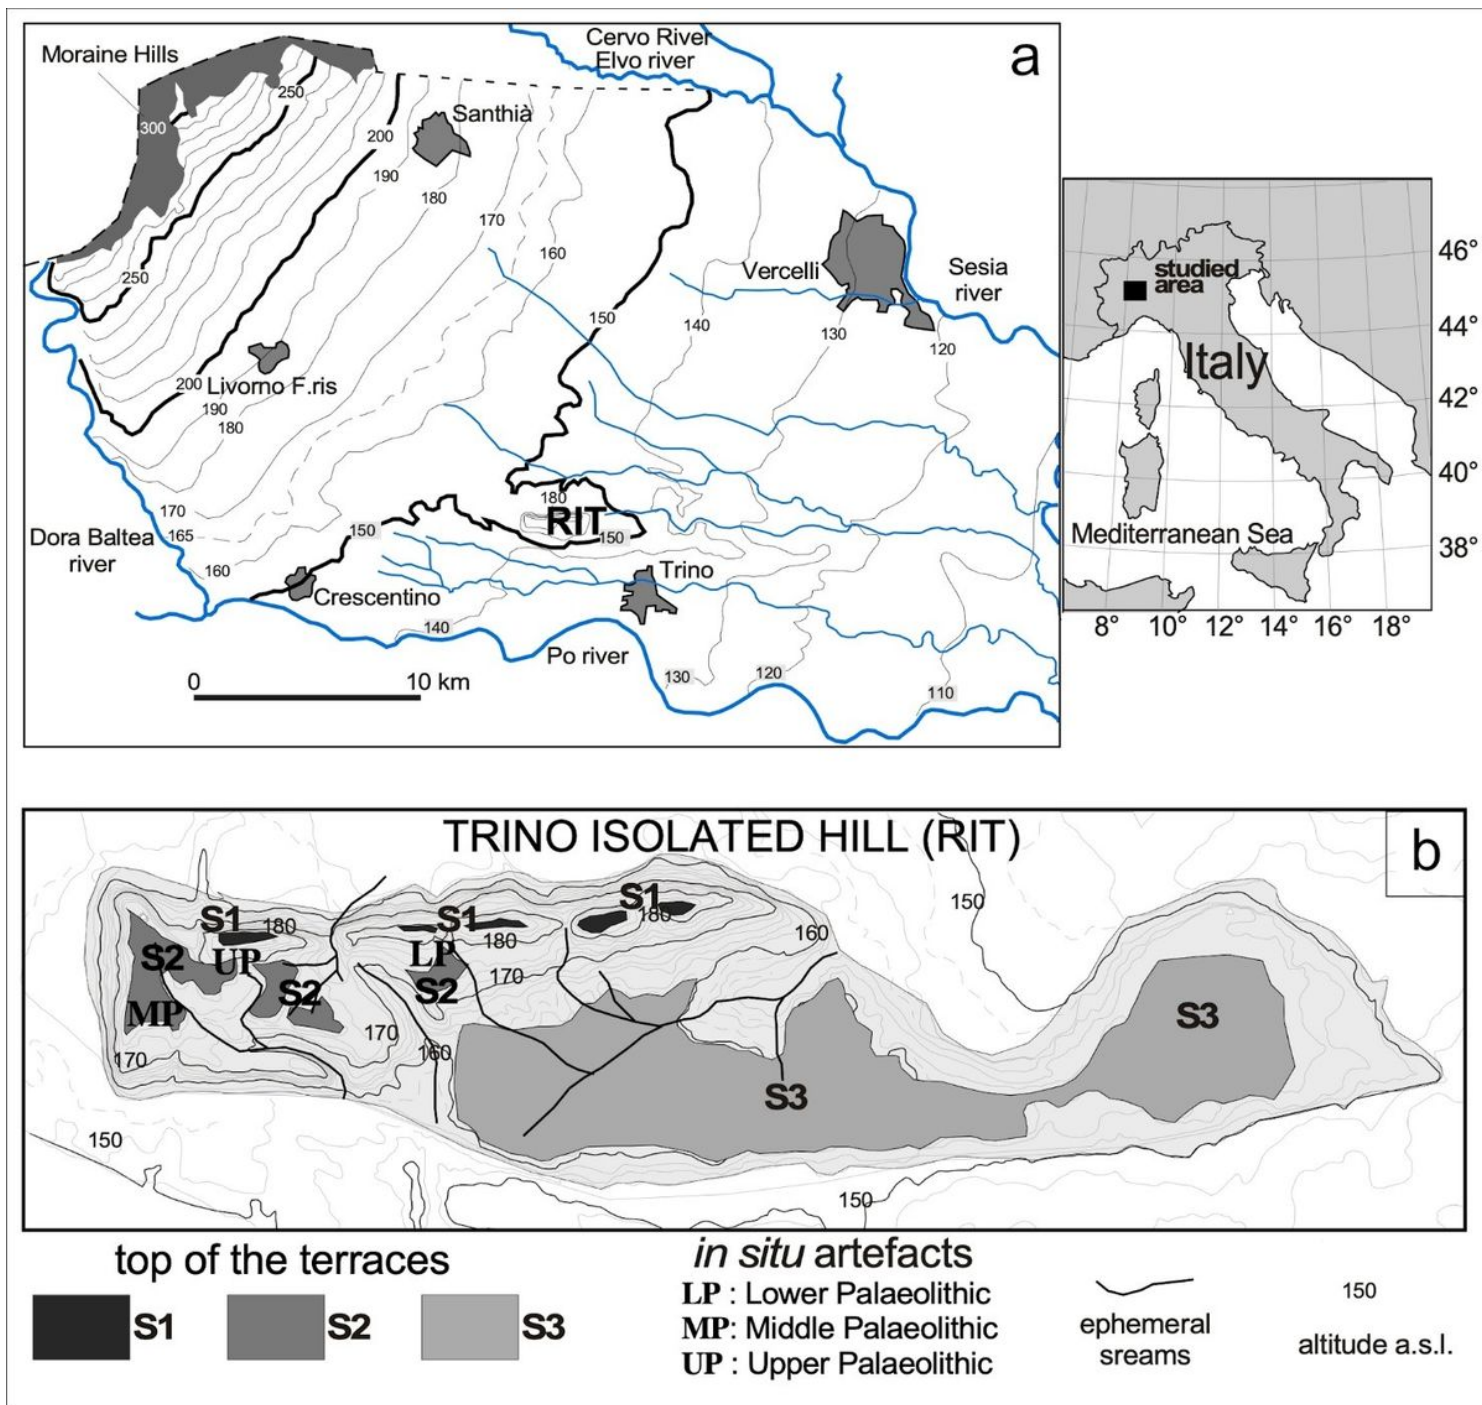 a
Moraine Hills
Cervo River
Elvo river
250
300
Santhià
200
190
180
170
160
250
Vercelli
Sesia
river
150
140
130
120
Livorno F.ris
200
190
180
170
165
160
Dora Baltea
river
150
180
RIT
150
Crescentino
Trino
140
Po river
130
120
110
0 10 km
studied
area
Italy
Mediterranean Sea
46°
44°
42°
40°
38°
8° 10° 12° 14° 16° 18°
TRINO ISOLATED HILL (RIT)
b
S1
180
S1
180
S1
180
150
160
S2
UP
LP
S2
S2
170
MP
170
170
160
S3
S3
150
150
top of the terraces
S1 S2 S3
in situ artefacts
LP : Lower Palaeolithic
MP: Middle Palaeolithic
UP : Upper Palaeolithic
ephemeral
sreams
150
altitude a.s.l.